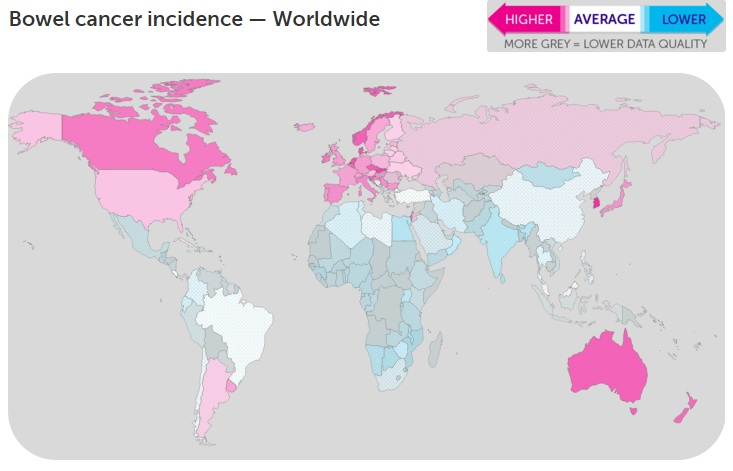 Bowel cancer incidence — Worldwide
HIGHER AVERAGE LOWER
MORE GREY = LOWER DATA QUALITY